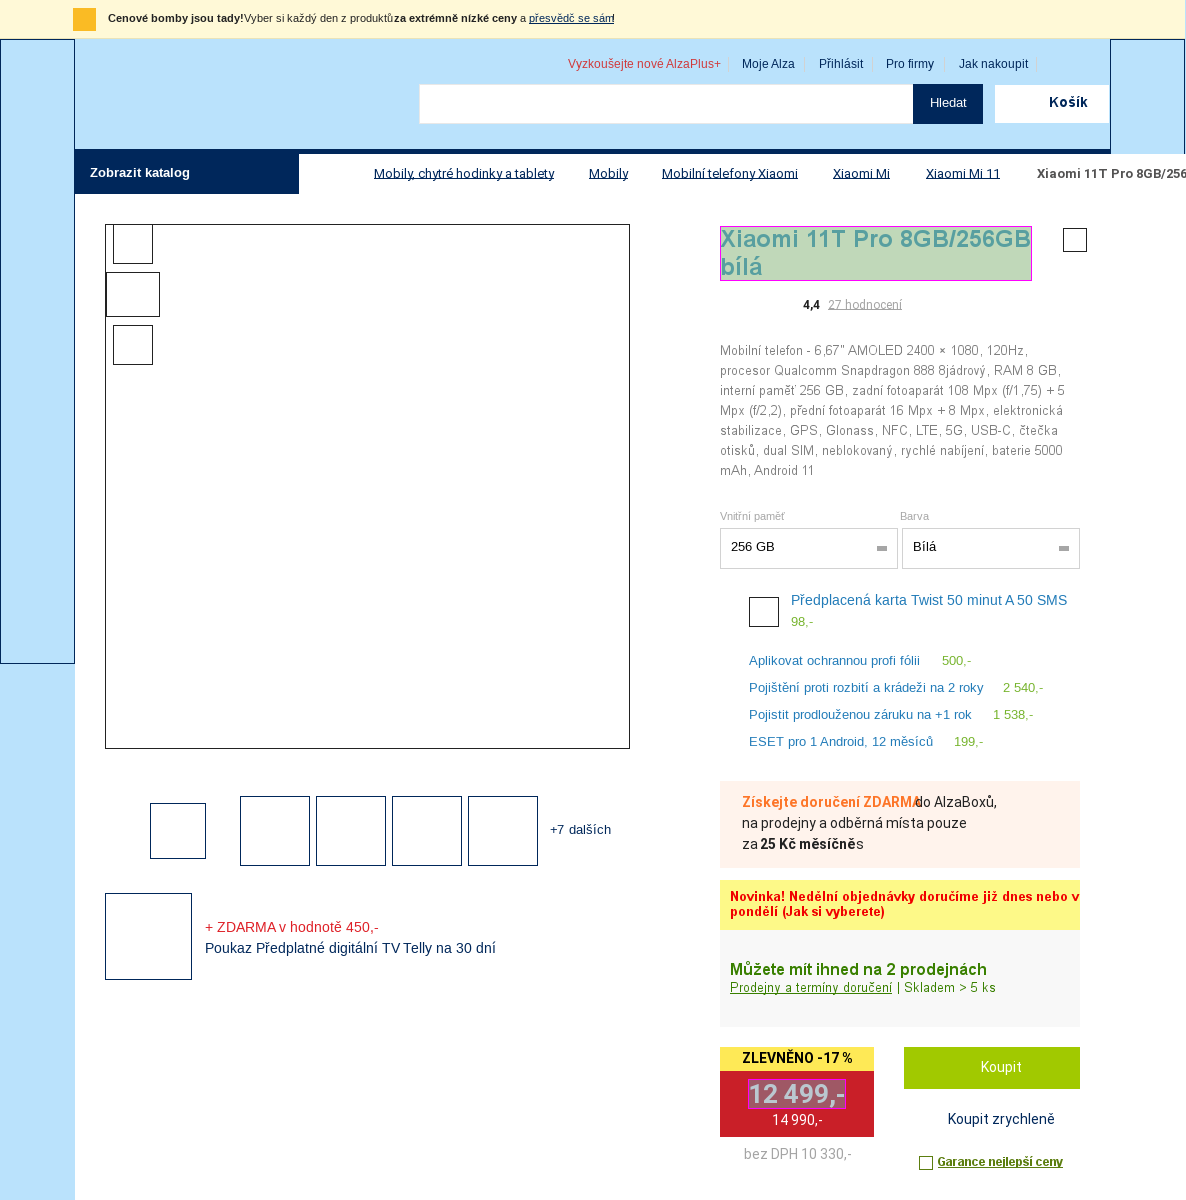 Cenové bomby jsou tady! Vyber si každý den z produktů za extrémně nízké ceny a přesvědč se sám!
Vyzkoušejte nové AlzaPlus+ Moje Alza Přihlásit Pro firmy Jak nakoupit
Hledat Košík
Zobrazit katalog Mobily, chytré hodinky a tablety Mobily Mobilní telefony Xiaomi Xiaomi Mi Xiaomi Mi 11 Xiaomi 11T Pro 8GB/256
Xiaomi 11T Pro 8GB/256GB
bílá
4,4 27 hodnocení
Mobilní telefon - 6,67" AMOLED 2400 × 1080, 120Hz,
procesor Qualcomm Snapdragon 888 8jádrový, RAM 8 GB,
interní paměť 256 GB, zadní fotoaparát 108 Mpx (f/1,75) + 5
Mpx (f/2,2), přední fotoaparát 16 Mpx + 8 Mpx, elektronická
stabilizace, GPS, Glonass, NFC, LTE, 5G, USB-C, čtečka
otisků, dual SIM, neblokovaný, rychlé nabíjení, baterie 5000
mAh, Android 11
Vnitřní paměť Barva
256 GB Bílá
Předplacená karta Twist 50 minut A 50 SMS
98,-
Aplikovat ochrannou profi fólii 500,-
Pojištění proti rozbití a krádeži na 2 roky 2 540,-
Pojistit prodlouženou záruku na +1 rok 1 538,-
ESET pro 1 Android, 12 měsíců 199,-
+7 dalších
+ ZDARMA v hodnotě 450,-
Poukaz Předplatné digitální TV Telly na 30 dní
Získejte doručení ZDARMA do AlzaBoxů,
na prodejny a odběrná místa pouze
za 25 Kč měsíčně s
Novinka! Nedělní objednávky doručíme již dnes nebo v
pondělí (Jak si vyberete)
Můžete mít ihned na 2 prodejnách
Prodejny a termíny doručení | Skladem > 5 ks
ZLEVNĚNO -17 %
12 499,-
14 990,-
bez DPH 10 330,-
Koupit
Koupit zrychleně
Garance nejlepší ceny